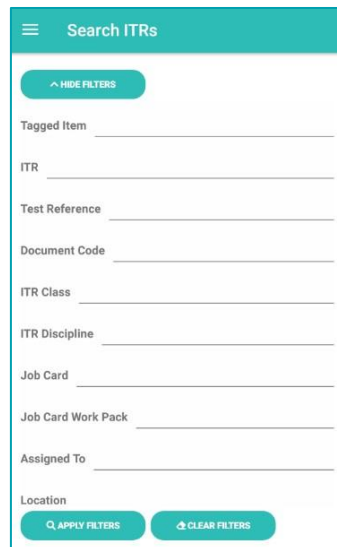 Search ITRs
HIDE FILTERS
Tagged Item
ITR
Test Reference
Document Code
ITR Class
ITR Discipline
Job Card
Job Card Work Pack
Assigned To
Location
APPLY FILTERS CLEAR FILTERS